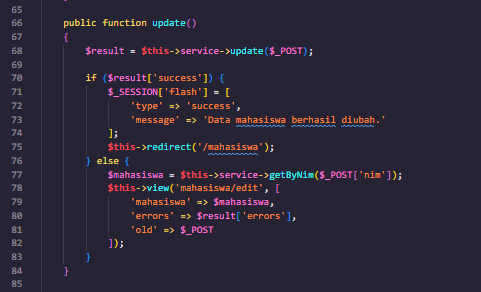 65
66 public function update()
67 {
68 $result = $this->service->update($_POST);
69
70 if ($result['success']) {
71 $_SESSION['flash'] = [
72 'type' => 'success',
73 'message' => 'Data mahasiswa berhasil diubah.'
74 ];
75 $this->redirect('/mahasiswa');
76 } else {
77 $mahasiswa = $this->service->getByNim($_POST['nim']);
78 $this->view('mahasiswa/edit', [
79 'mahasiswa' => $mahasiswa,
80 'errors' => $result['errors'],
81 'old' => $_POST
82 ]);
83 }
84 }
85